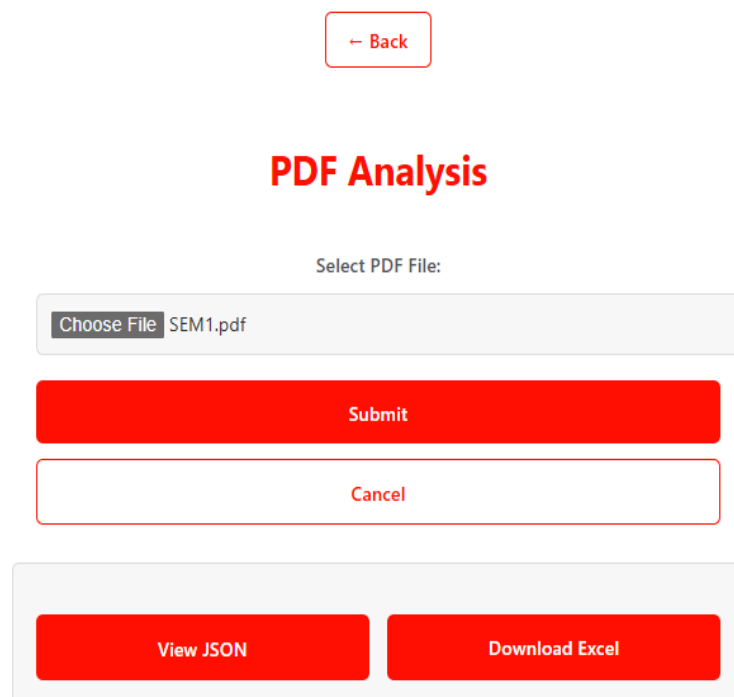 ← Back
PDF Analysis
Select PDF File:
Choose File SEM1.pdf
Submit
Cancel
View JSON Download Excel